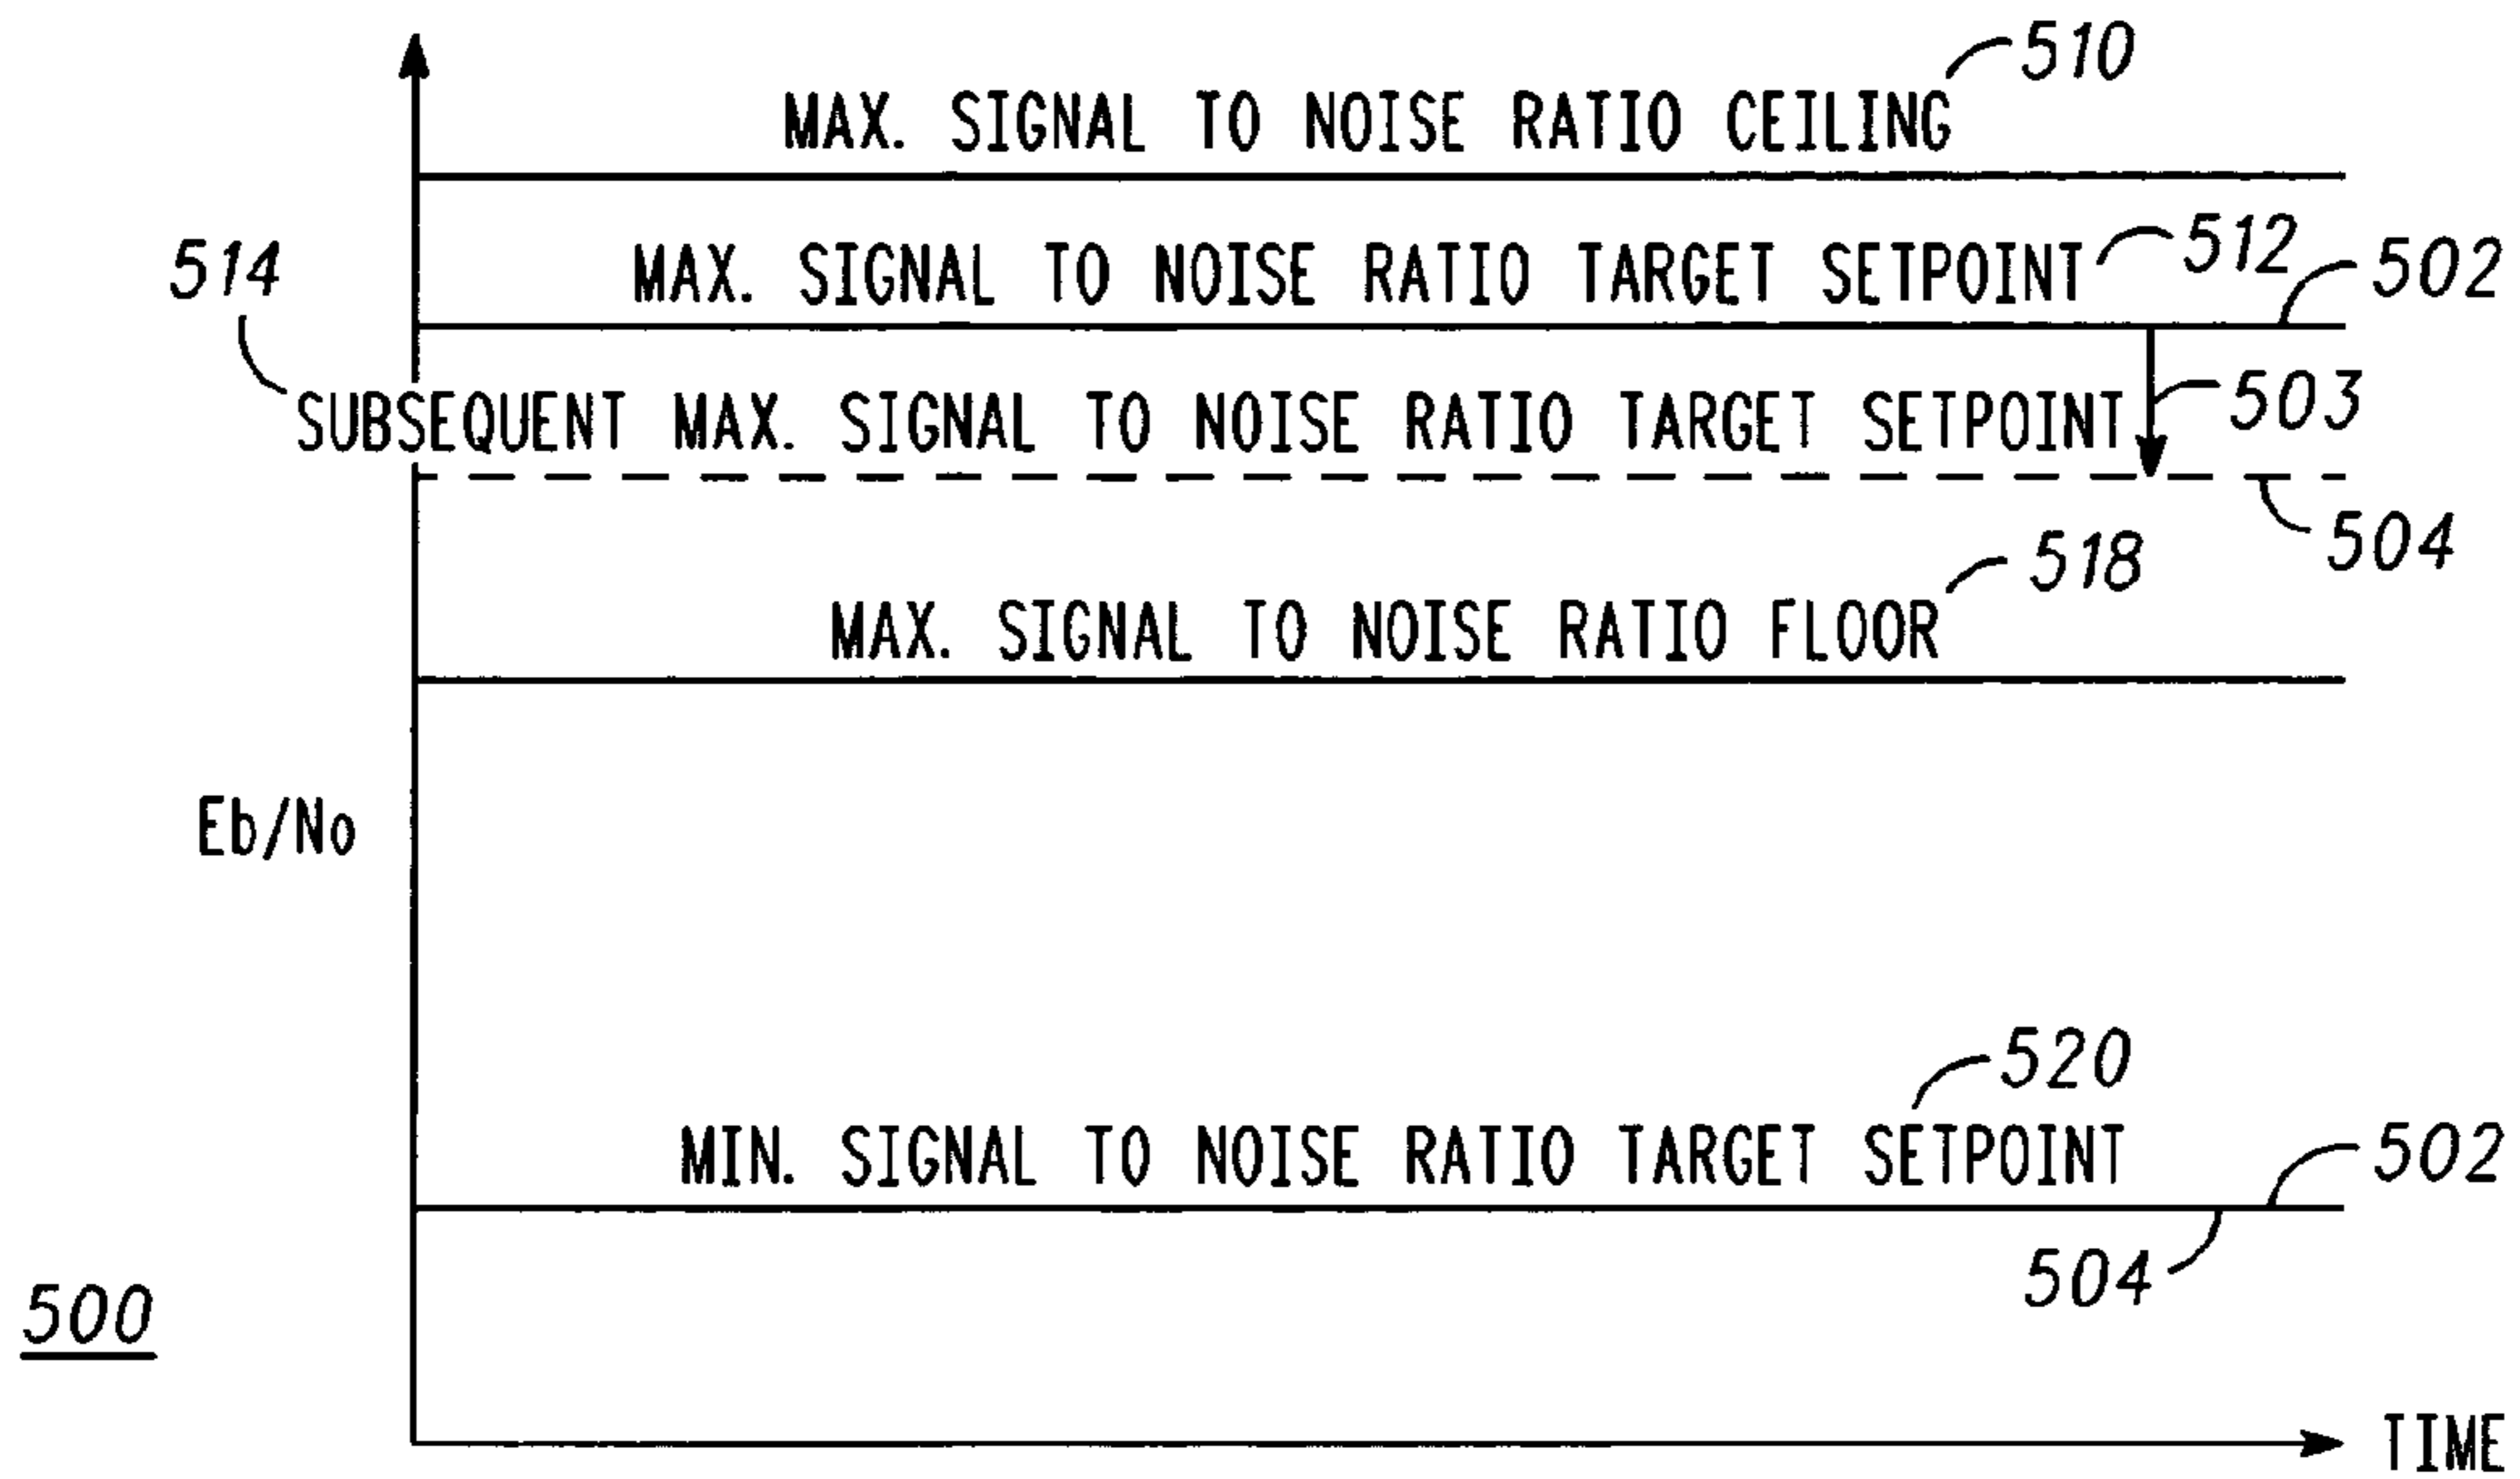 510
MAX. SIGNAL TO NOISE RATIO CEILING
514
MAX. SIGNAL TO NOISE RATIO TARGET SETPOINT
512
502
SUBSEQUENT MAX. SIGNAL TO NOISE RATIO TARGET SETPOINT
503
504
518
MAX. SIGNAL TO NOISE RATIO FLOOR
Eb/No
520
MIN. SIGNAL TO NOISE RATIO TARGET SETPOINT
502
504
500
TIME